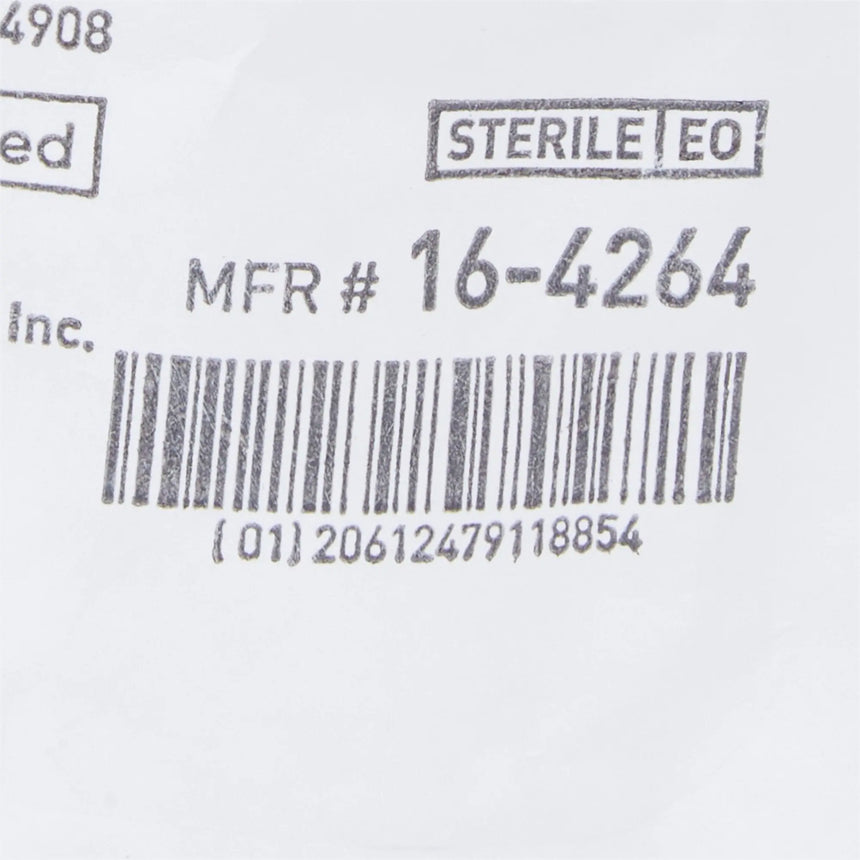 4908
ed
STERILE EO
MFR # 16-4264
Inc.
(01)20612479118854